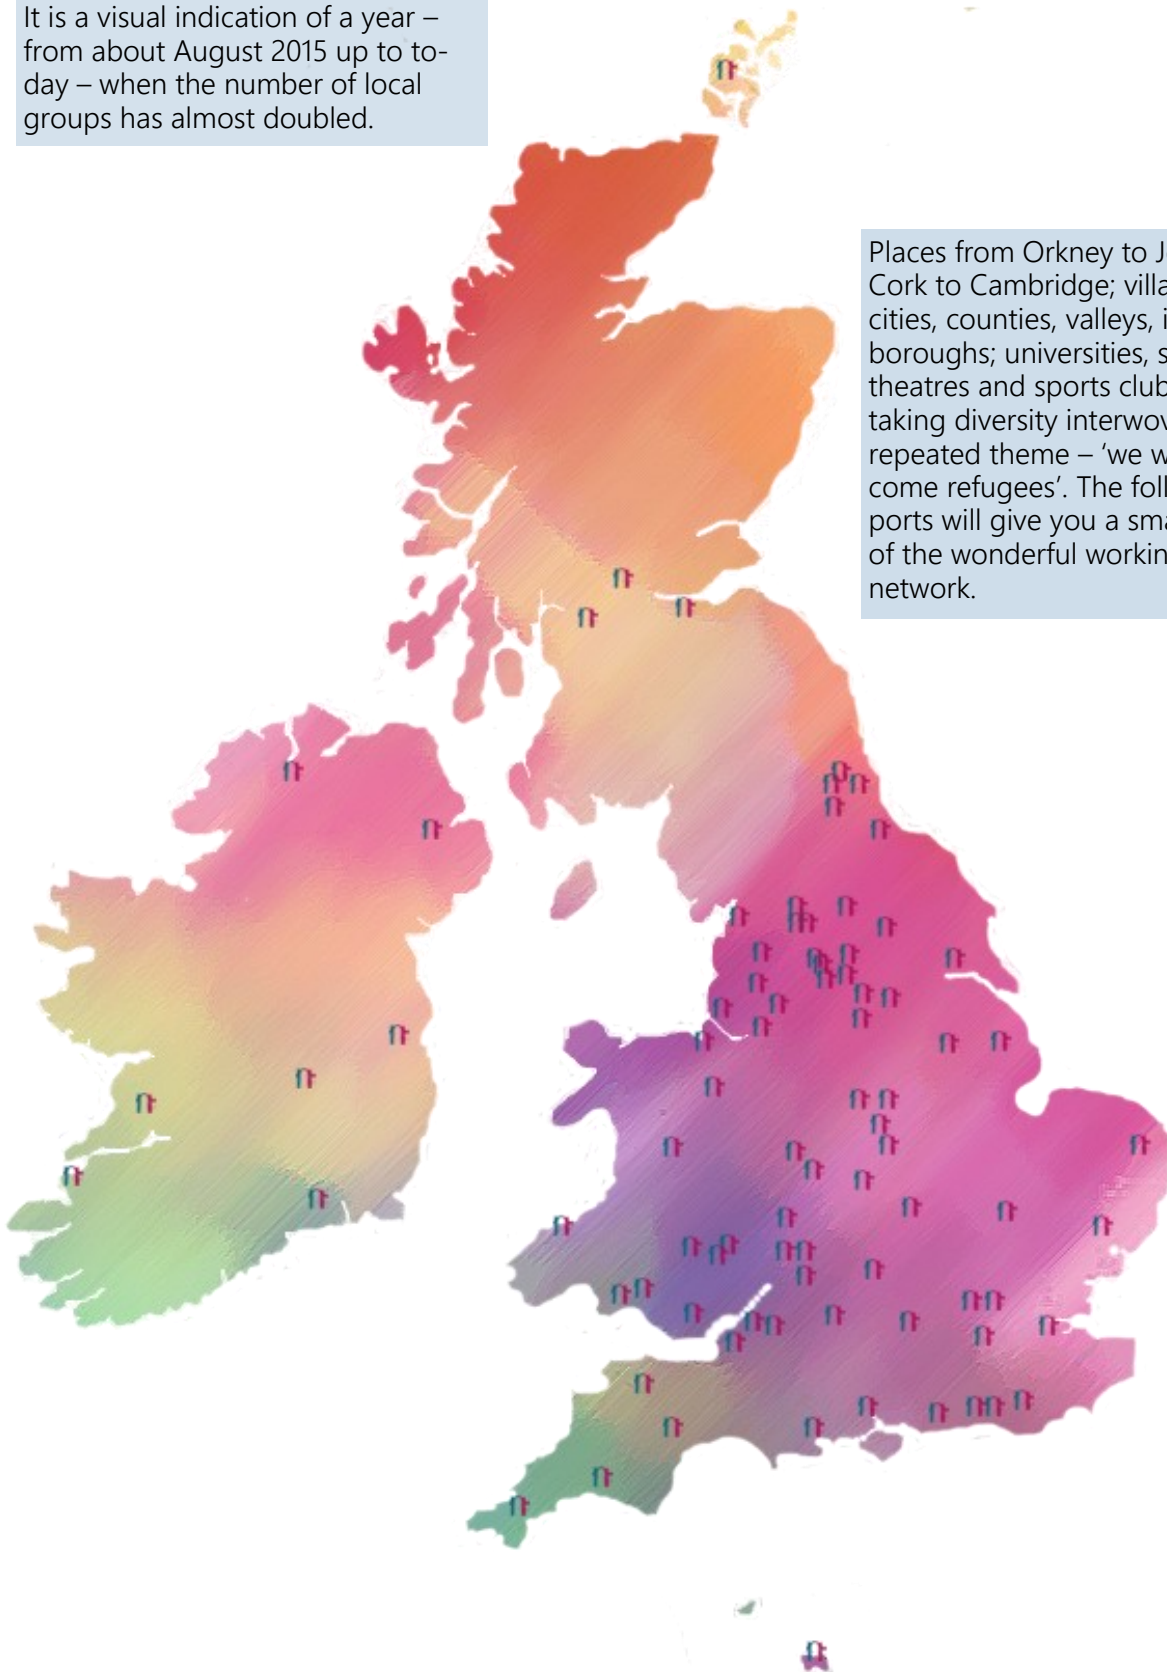 It is a visual indication of a year –
from about August 2015 up to to-
day – when the number of local
groups has almost doubled.
Places from Orkney to
Cork to Cambridge;
cities, counties, valleys,
boroughs; universities,
theatres and sports
taking diversity
repeated theme – ‘we
come refugees’. The
ports will give you a
of the wonderful
network.